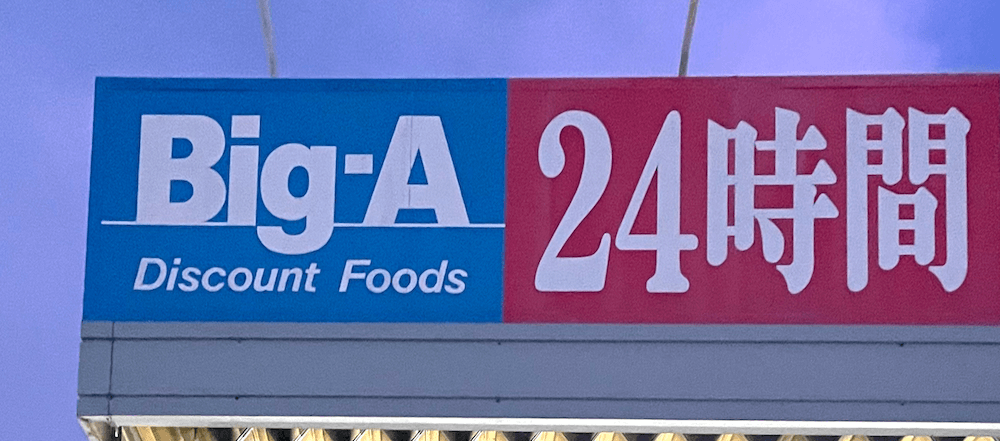 Big-A
Discount Foods
24時間